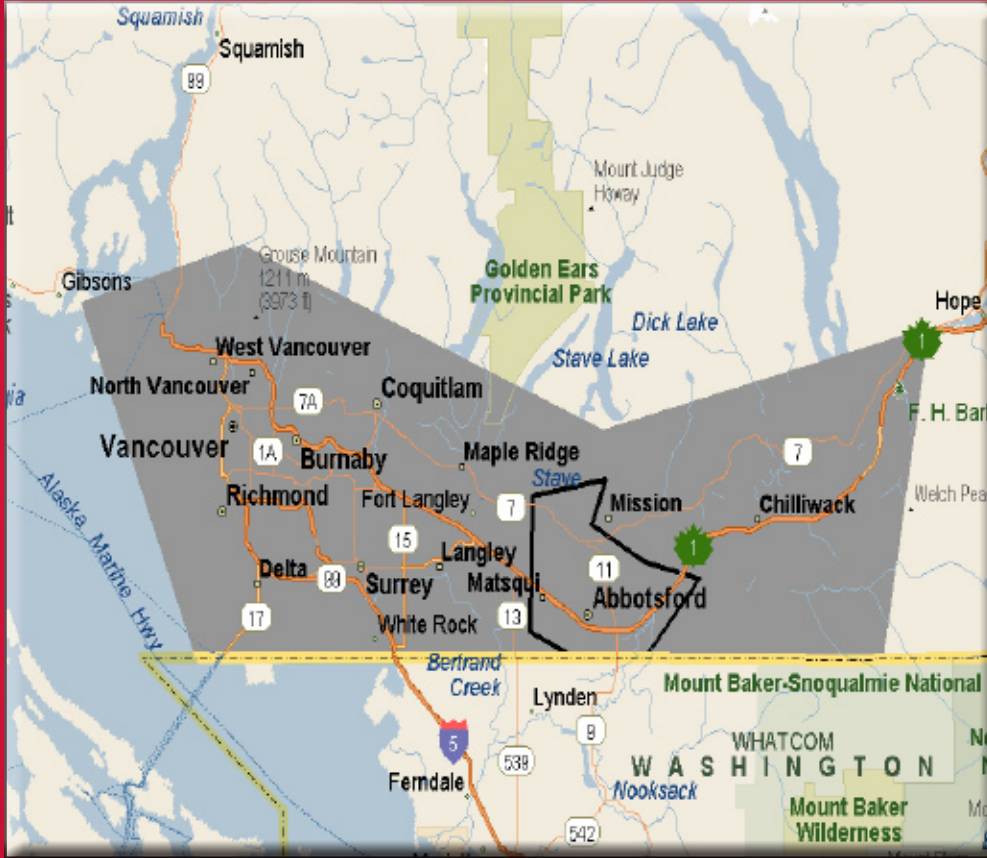 Squamish
Squamish
99
Mount Judge
Howay
Grouse Mountain
1211 m
(3973 ft)
Gibsons
Golden Ears
Provincial Park
Hope
Dick Lake
1
West Vancouver
Stave Lake
North Vancouver
Coquitlam
7A
F. H. Bar
Vancouver
1A
Burnaby
Maple Ridge
7
Stave
Richmond
Fort Langley
7
Mission
Chilliwack
Welch Pea
Alaska Marine Hwy
15
Langley
1
Delta
99
Surrey
Matsqui
11
Abbotsford
17
White Rock
13
Bertrand
Creek
Lynden
Mount Baker-Snoqualmie National
9
5
539
WHATCOM
WASHINGTON
Ferndale
Nooksack
Mount Baker
Wilderness
542